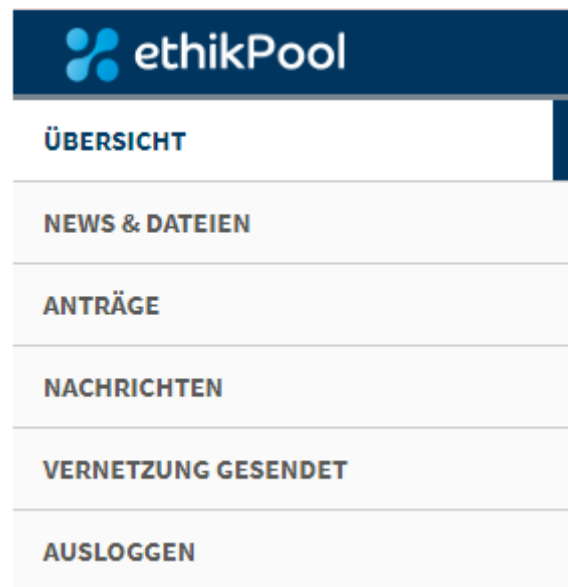 ethikPool
ÜBERSICHT
NEWS & DATEIEN
ANTRÄGE
NACHRICHTEN
VERNETZUNG GESENDET
AUSLOGGEN